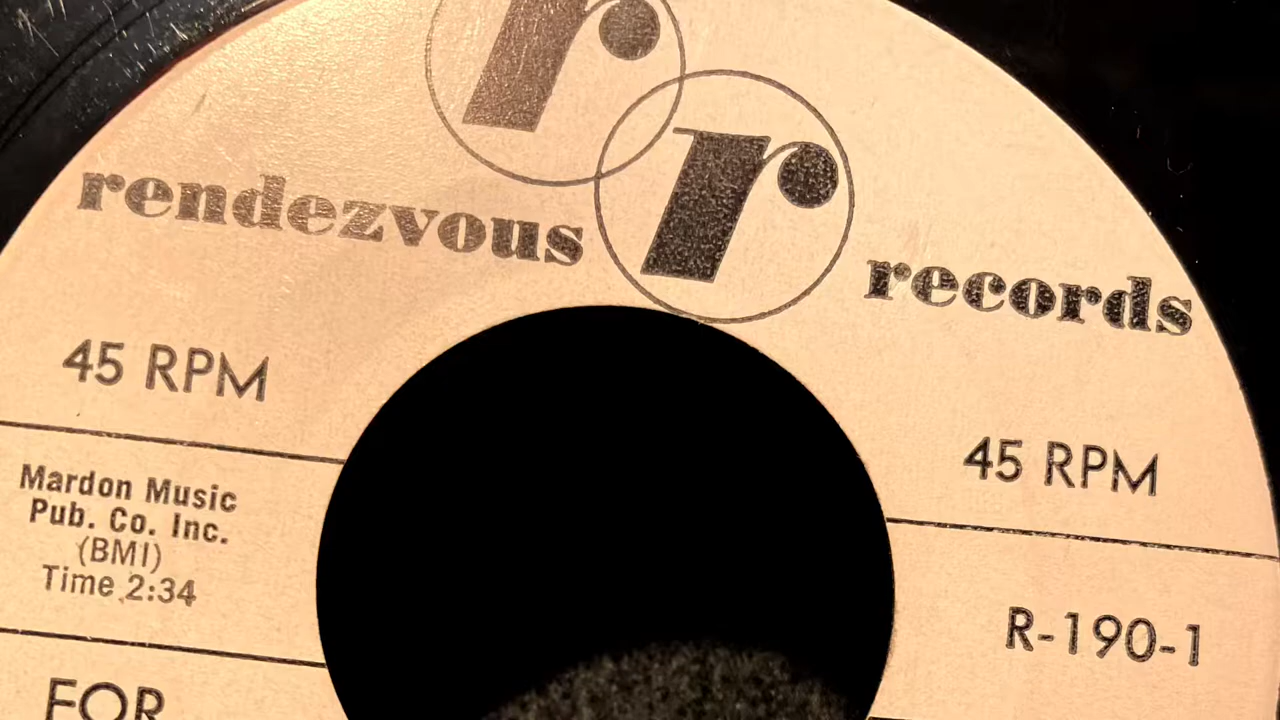 r
r
rendezvous records
45 RPM
45 RPM
Mardon Music
Pub. Co. Inc.
(BMI)
Time 2:34
R-190-1
FOR